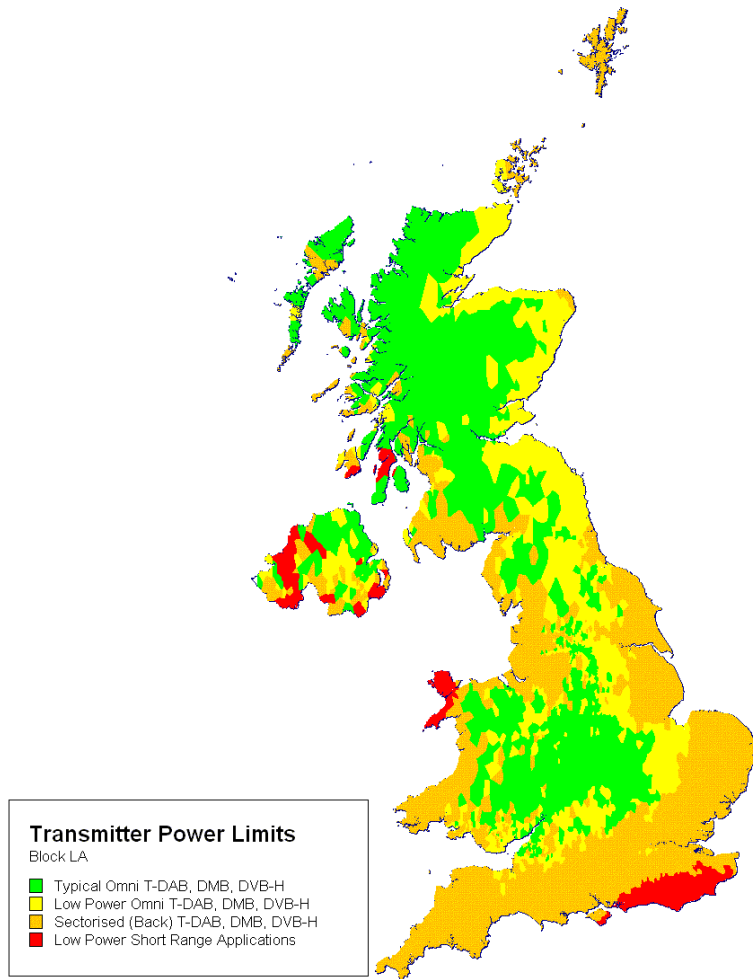 Transmitter Power Limits
Block LA
Typical Omni T-DAB, DMB, DVB-H
Low Power Omni T-DAB, DMB, DVB-H
Sectorised (Back) T-DAB, DMB, DVB-H
Low Power Short Range Applications